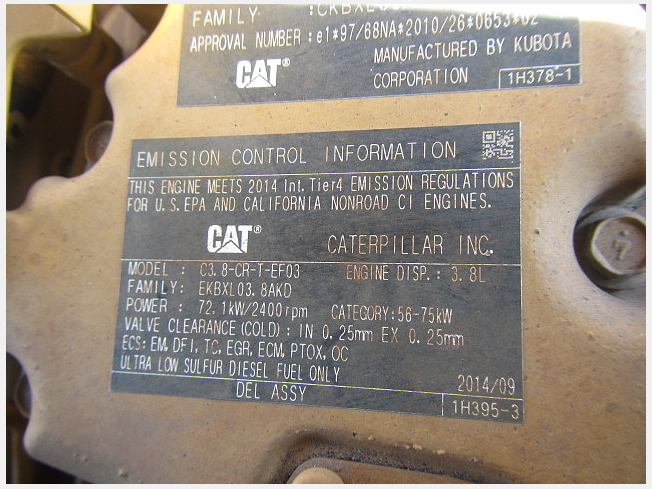 FAMILY
APPROVAL NUMBER : e1*97/68NA*2010/26*0653*02
MANUFACTURED BY KUBOTA
CAT®
CORPORATION 1H378-1
EMISSION CONTROL INFORMATION
THIS ENGINE MEETS 2014 Int. Tier4 EMISSION REGULATIONS
FOR U.S. EPA AND CALIFORNIA NONROAD CI ENGINES.
CAT® CATERPILLAR INC.
MODEL : C3.8-CR-T-EF03 ENGINE DISP.: 3.8L
FAMILY: EKBXL03.8AKD
POWER : 72.1kW/2400rpm CATEGORY:56-75kW
VALVE CLEARANCE (COLD) : IN 0.25mm EX 0.25mm
ECS: EM, DFI, TC, EGR, ECM, PTOX, OC
ULTRA LOW SULFUR DIESEL FUEL ONLY
2014/09
DEL ASSY
1H395-3